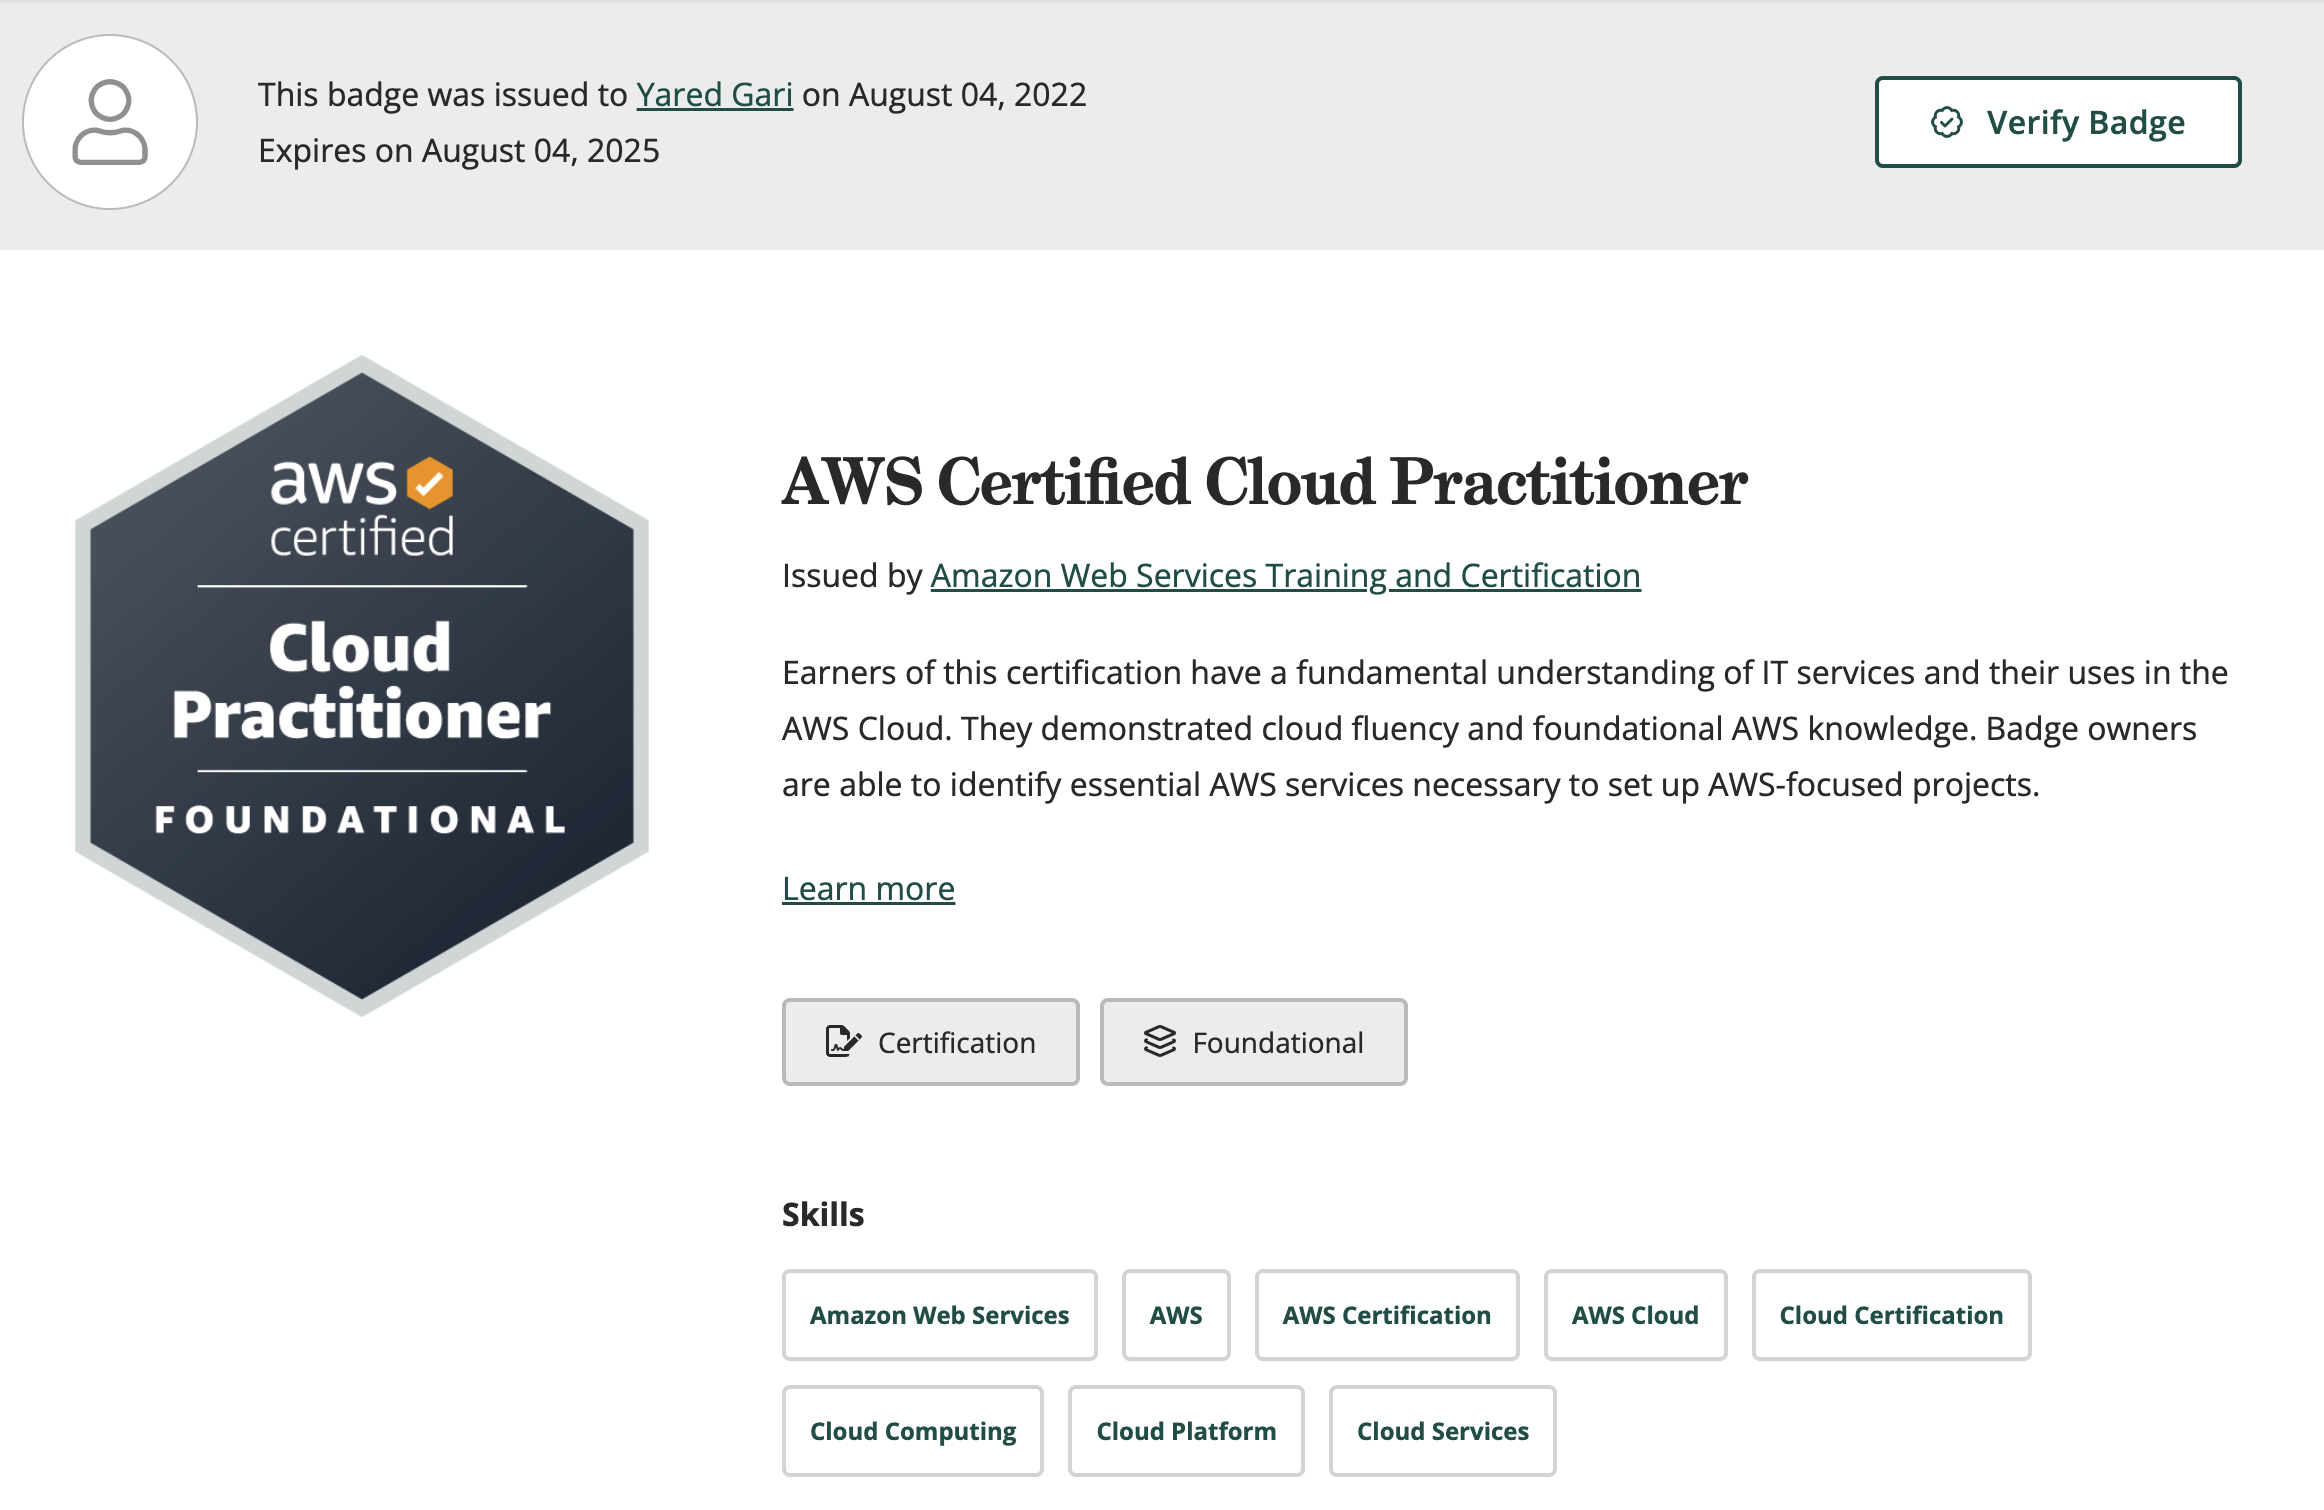 This badge was issued to Yared Gari on August 04, 2022
Expires on August 04, 2025
Verify Badge
aws
certified
Cloud
Practitioner
FOUNDATIONAL
AWS Certified Cloud Practitioner
Issued by Amazon Web Services Training and Certification
Earners of this certification have a fundamental understanding of IT services and their uses in the
AWS Cloud. They demonstrated cloud fluency and foundational AWS knowledge. Badge owners
are able to identify essential AWS services necessary to set up AWS-focused projects.
Learn more
Certification
Foundational
Skills
Amazon Web Services
AWS
AWS Certification
AWS Cloud
Cloud Certification
Cloud Computing
Cloud Platform
Cloud Services